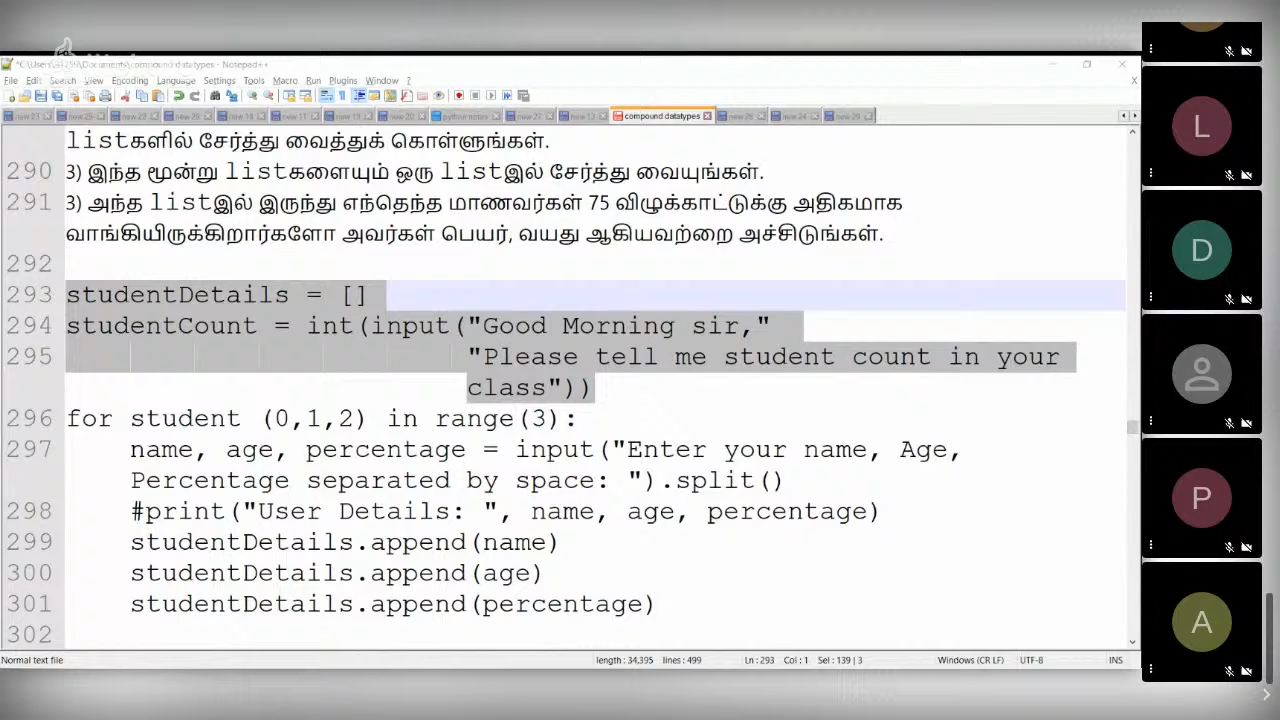 *C:\Users\31259\Documents\compound datatypes - Notepad++
File Edit Search View Encoding Language Settings Tools Macro Run Plugins Window ?
compound datatypes
listகளில் சேர்த்து வைத்துக் கொள்ளுங்கள்.
290 3) இந்த மூன்று listகளையும் ஒரு listஇல் சேர்த்து வையுங்கள்.
291 3) அந்த listஇல் இருந்து எந்தெந்த மாணவர்கள் 75 விழுக்காட்டுக்கு அதிகமாக
வாங்கியிருக்கிறார்களோ அவர்கள் பெயர், வயது ஆகியவற்றை அச்சிடுங்கள்.
292
293 studentDetails = []
294 studentCount = int(input("Good Morning sir,"
295 "Please tell me student count in your
class"))
296 for student (0,1,2) in range(3):
297 name, age, percentage = input("Enter your name, Age,
Percentage separated by space: ").split()
298 #print("User Details: ", name, age, percentage)
299 studentDetails.append(name)
300 studentDetails.append(age)
301 studentDetails.append(percentage)
302
Normal text file length : 34,395 lines : 499 Ln : 293 Col : 1 Sel : 139 | 3 Windows (CR LF) UTF-8 INS
L
D
P
A